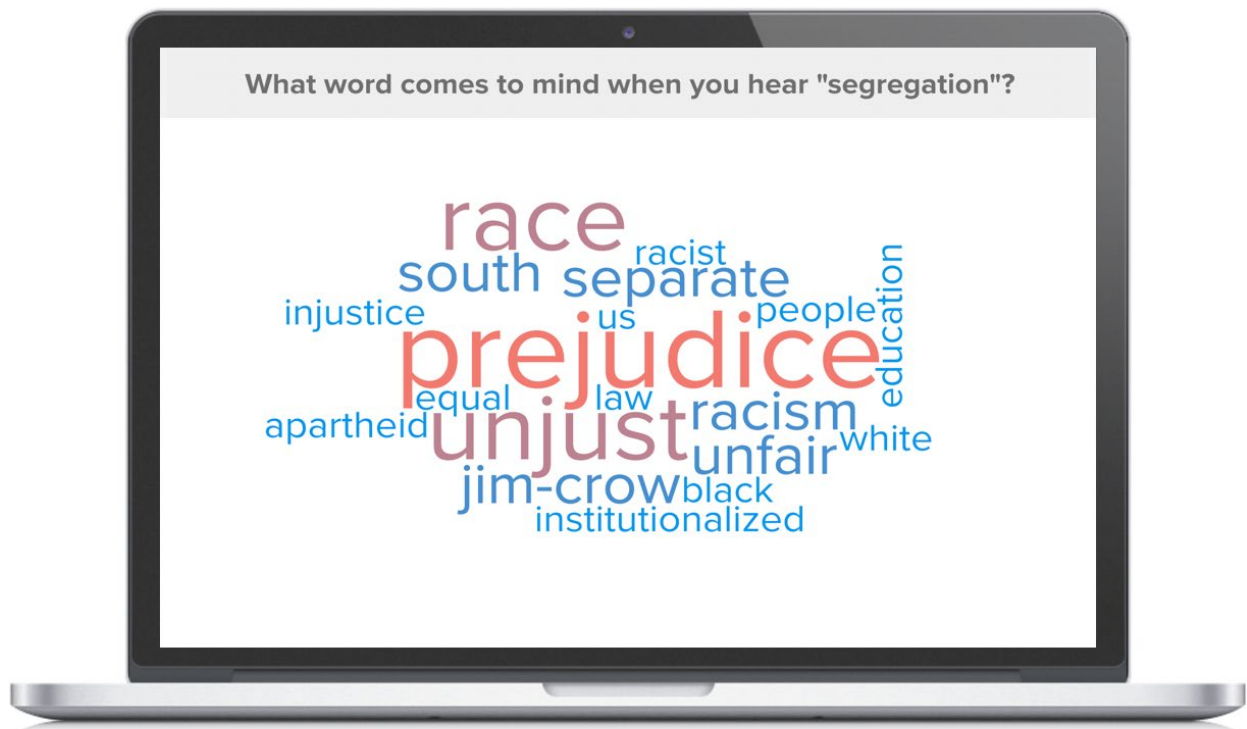 What word comes to mind when you hear "segregation"?
race
racist
south
separate
education
injustice
us
people
prejudice
equal
law
racism
apartheid
unjust
white
unfair
jim-crow
black
institutionalized